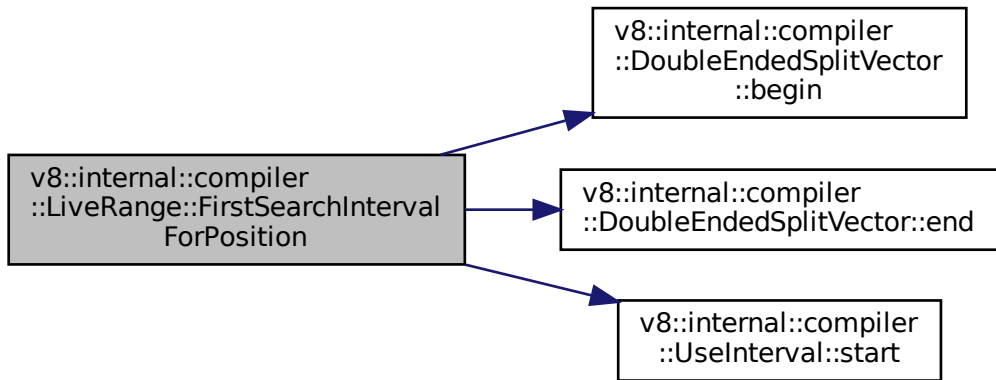 v8::internal::compiler
::LiveRange::FirstSearchInterval
ForPosition
v8::internal::compiler
::DoubleEndedSplitVector
::begin
v8::internal::compiler
::DoubleEndedSplitVector::end
v8::internal::compiler
::UseInterval::start